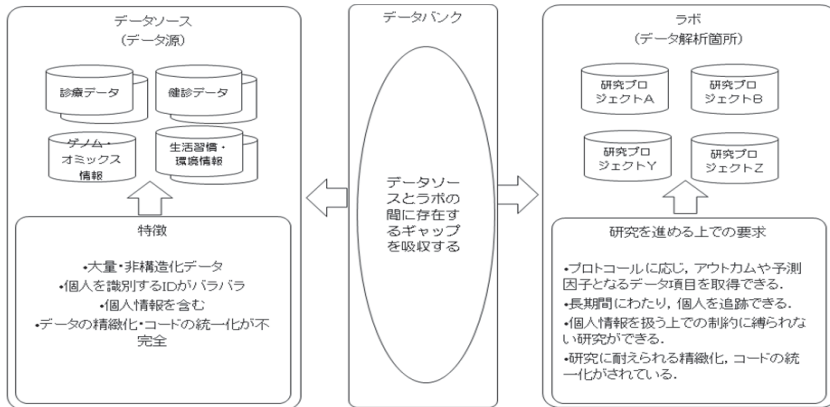 データソース
(データ源)
診療データ
健診データ
ゲノム・
オミックス
情報
生活習慣・
環境情報
特徴
•大量・非構造化データ
•個人を識別するIDがバラバラ
•個人情報を含む
•データの精緻化・コードの統一化が不
完全
データバンク
データソー
スとラボの
間に存在す
るギャップ
を吸収する
ラボ
(データ解析箇所)
研究プロ
ジェクトA
研究プロ
ジェクトB
研究プロ
ジェクトY
研究プロ
ジェクトZ
研究を進める上での要求
•プロトコールに応じ，アウトカムや予測
因子となるデータ項目を取得できる．
•長期間にわたり，個人を追跡できる．
•個人情報を扱う上での制約に縛られな
い研究ができる．
•研究に耐えられる精緻化，コードの統
一化がされている．